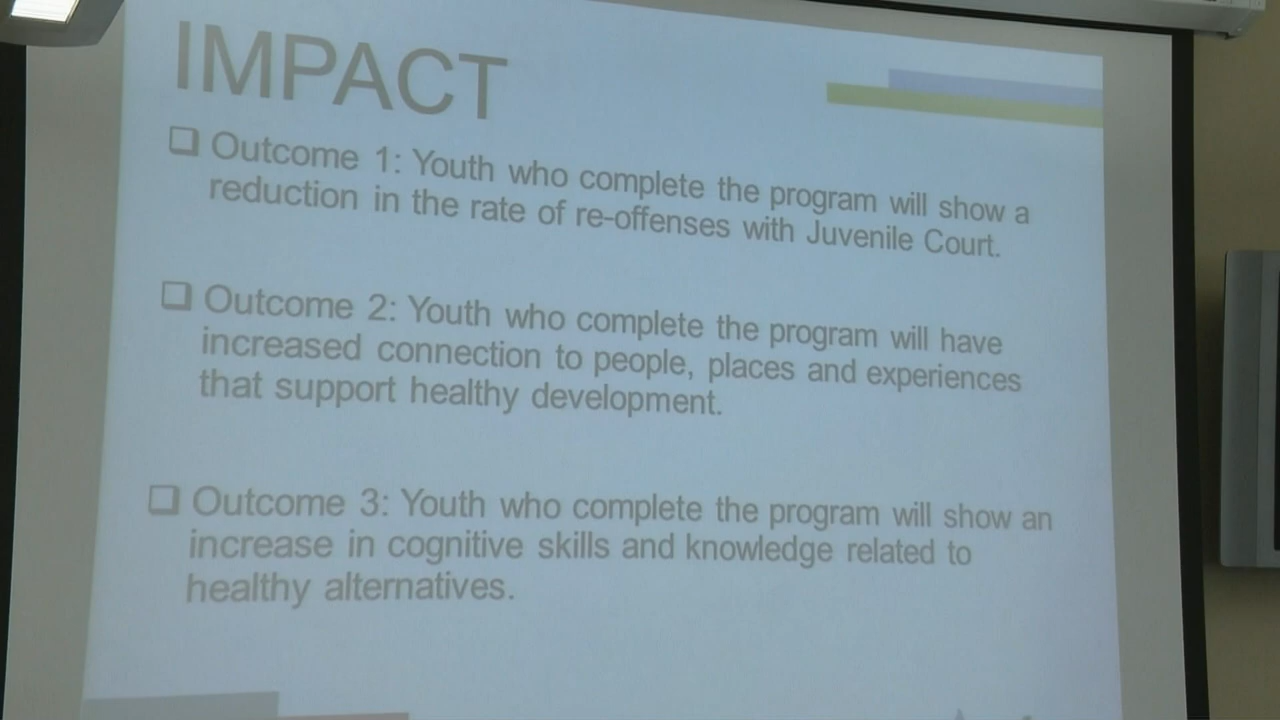 IMPACT
❑ Outcome 1: Youth who complete the program will show a
reduction in the rate of re-offenses with Juvenile Court.
❑ Outcome 2: Youth who complete the program will have
increased connection to people, places and experiences
that support healthy development.
❑ Outcome 3: Youth who complete the program will show an
increase in cognitive skills and knowledge related to
healthy alternatives.